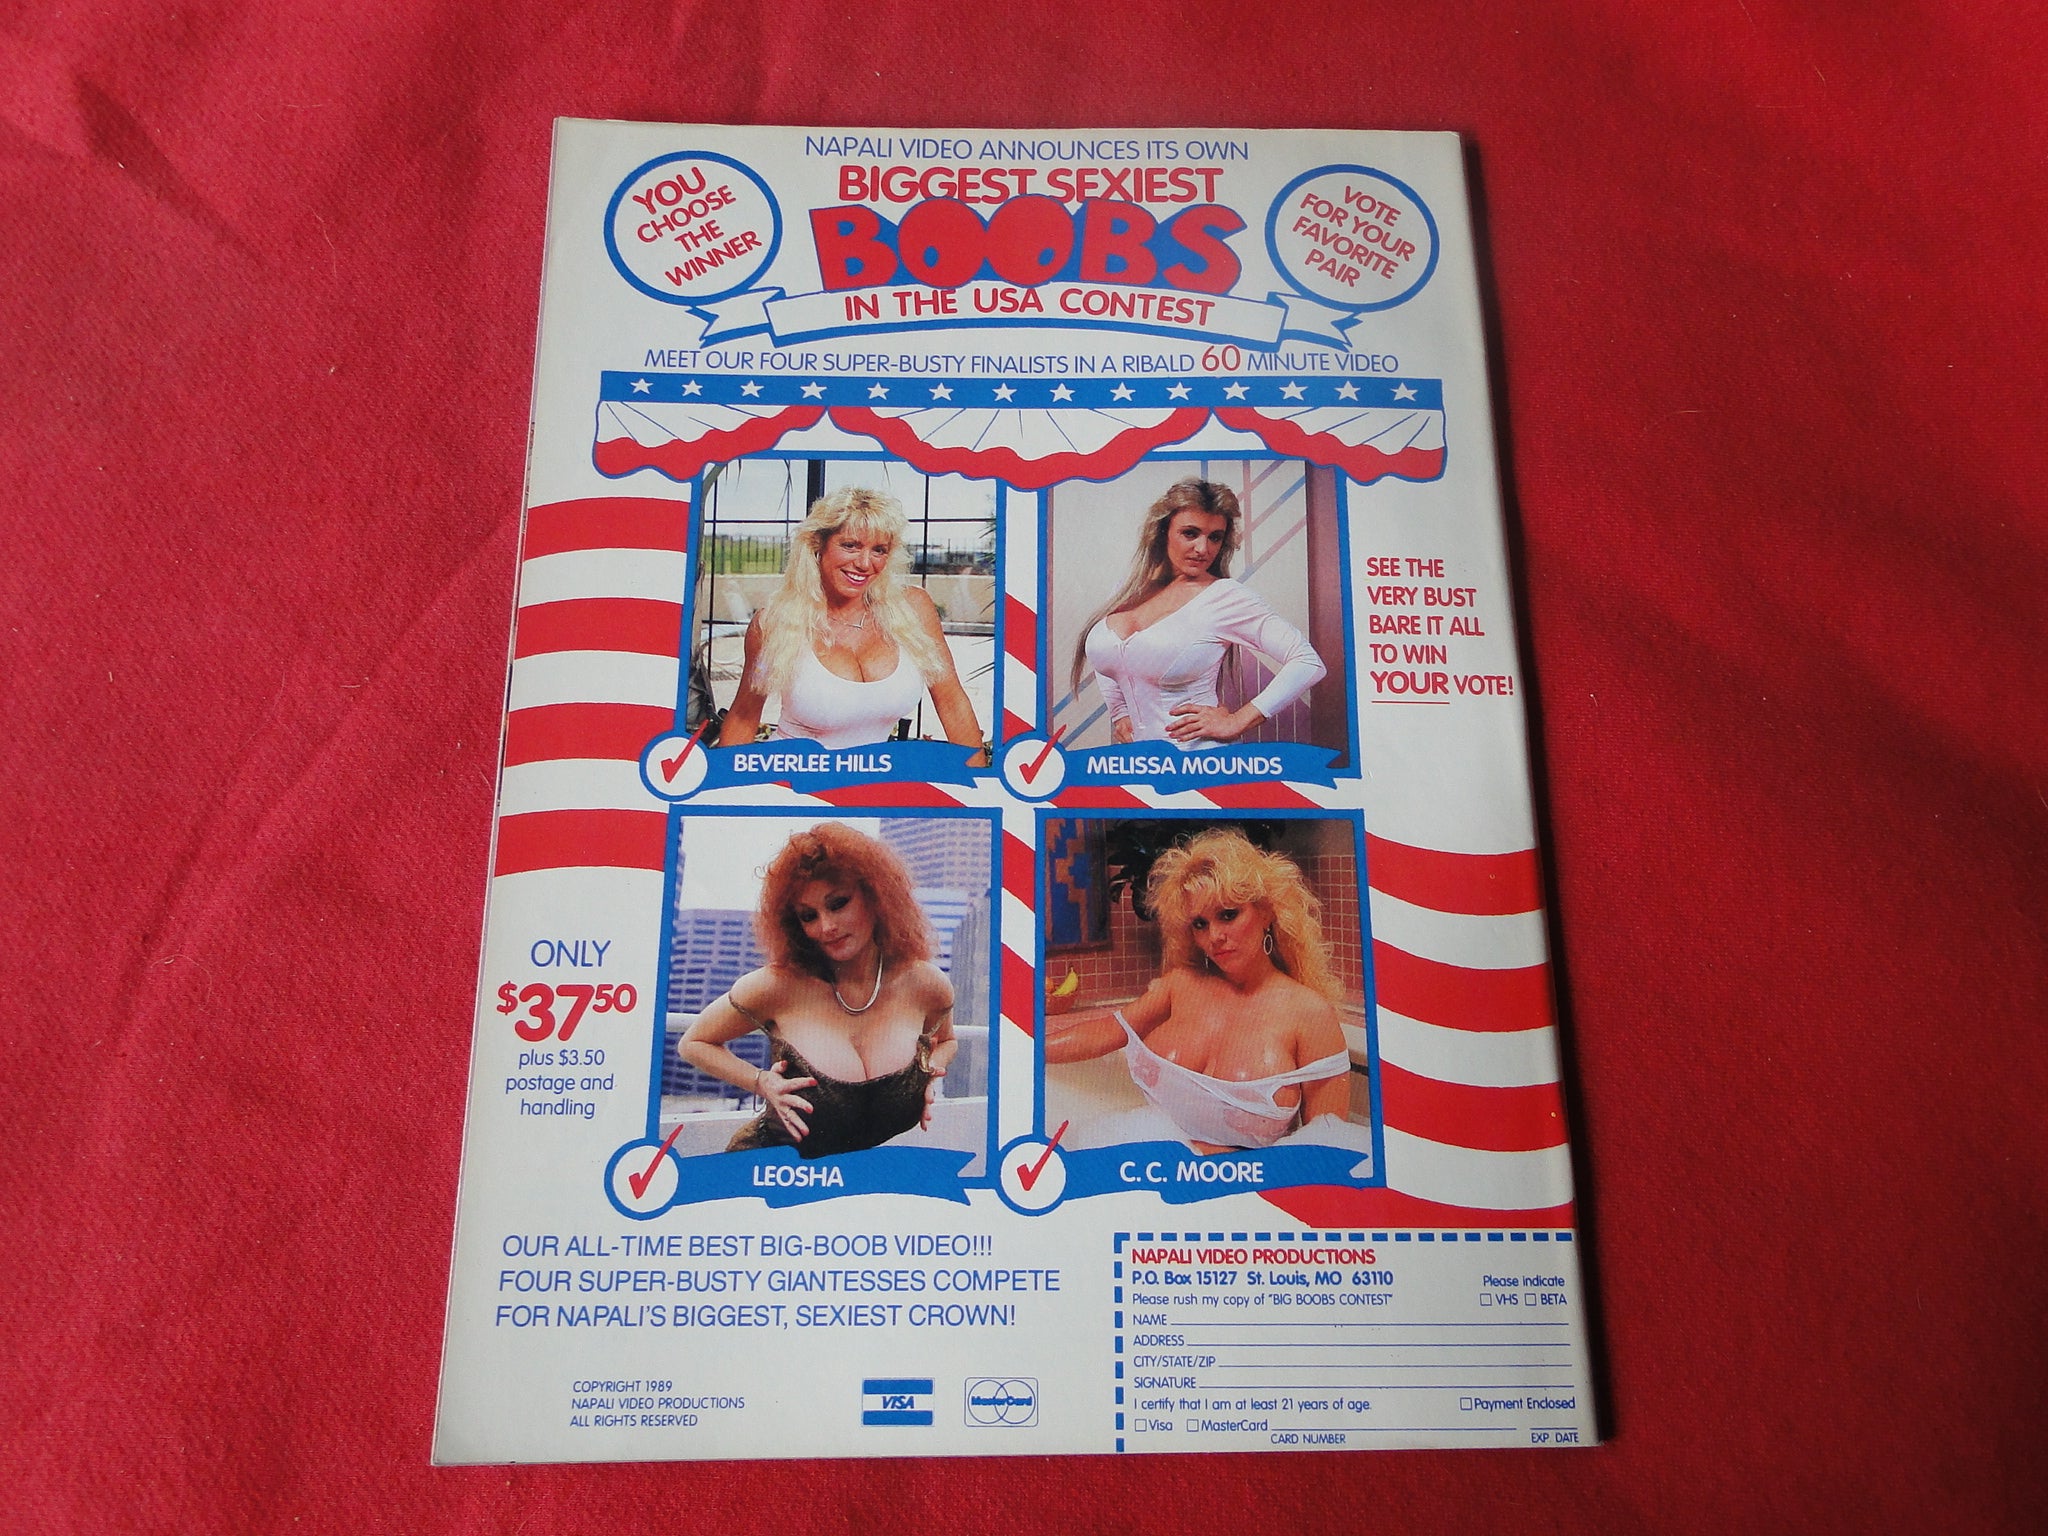 NAPALI VIDEO ANNOUNCES ITS OWN
BIGGEST SEXIEST
BOOBS
IN THE USA CONTEST
YOU
CHOOSE
THE
WINNER
VOTE
FOR YOUR
FAVORITE
PAIR
MEET OUR FOUR SUPER-BUSTY FINALISTS IN A RIBALD 60 MINUTE VIDEO
SEE THE
VERY BUST
BARE IT ALL
TO WIN
YOUR VOTE!
BEVERLEE HILLS
MELISSA MOUNDS
ONLY
$37.50
plus $3.50
postage and
handling
LEOSHA
C. C. MOORE
OUR ALL-TIME BEST BIG-BOOB VIDEO!!!
FOUR SUPER-BUSTY GIANTESSES COMPETE
FOR NAPALI'S BIGGEST, SEXIEST CROWN!
COPYRIGHT 1989
NAPALI VIDEO PRODUCTIONS
ALL RIGHTS RESERVED
VISA
MasterCard
NAPALI VIDEO PRODUCTIONS
P.O. Box 15127 St. Louis, MO 63110
Please rush my copy of "BIG BOOBS CONTEST"
Please indicate
VHS BETA
NAME
ADDRESS
CITY/STATE/ZIP
SIGNATURE
I certify that I am at least 21 years of age. Payment Enclosed
Visa MasterCard
CARD NUMBER EXP. DATE